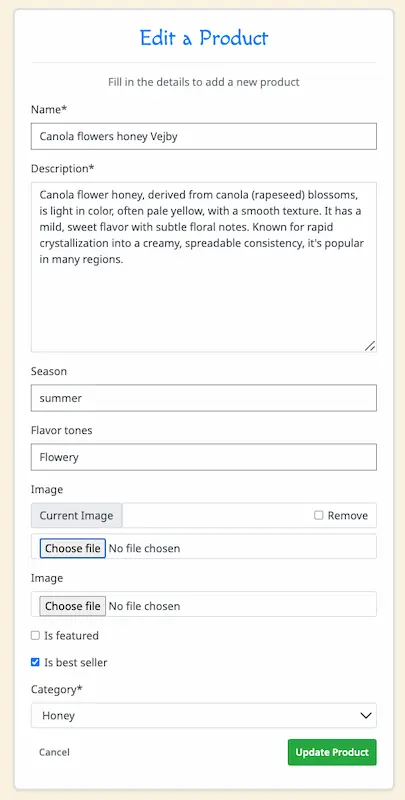 Edit a Product
Fill in the details to add a new product
Name*
Canola flowers honey Vejby
Description*
Canola flower honey, derived from canola (rapeseed) blossoms,
is light in color, often pale yellow, with a smooth texture. It has a
mild, sweet flavor with subtle floral notes. Known for rapid
crystallization into a creamy, spreadable consistency, it's popular
in many regions.
Season
summer
Flavor tones
Flowery
Image
Current Image Remove
Choose file No file chosen
Image
Choose file No file chosen
Is featured
Is best seller
Category*
Honey
Cancel Update Product